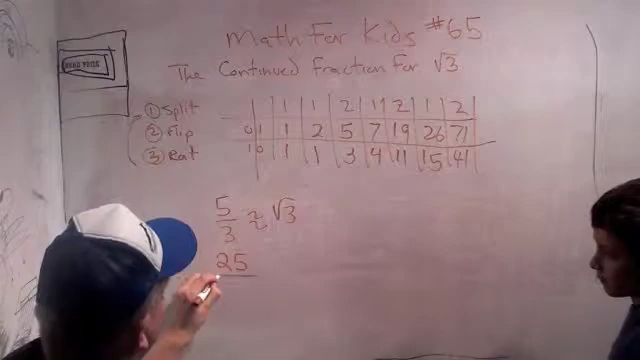 Math For Kids #65
The Continued Fraction for √3
① Split
② Flip
③ Rat
1 1 2 1 2 1 2
0 1 1 2 5 7 19 26 71
1 0 1 1 3 4 11 15 41
5/3 ≈ √3
25